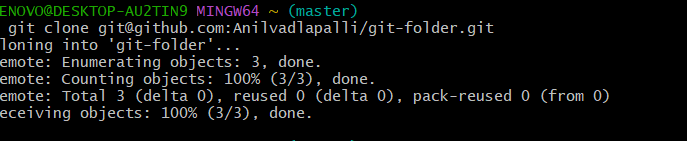 ENOVO@DESKTOP-AU2TIN9 MINGW64 ~ (master)
git clone git@github.com:Anilvadlapalli/git-folder.git
loning into 'git-folder'...
emote: Enumerating objects: 3, done.
emote: Counting objects: 100% (3/3), done.
emote: Total 3 (delta 0), reused 0 (delta 0), pack-reused 0 (from 0)
eceiving objects: 100% (3/3), done.